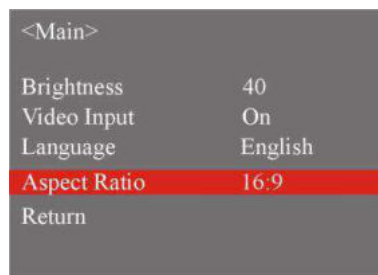 <Main>
Brightness 40
Video Input On
Language English
Aspect Ratio 16:9
Return